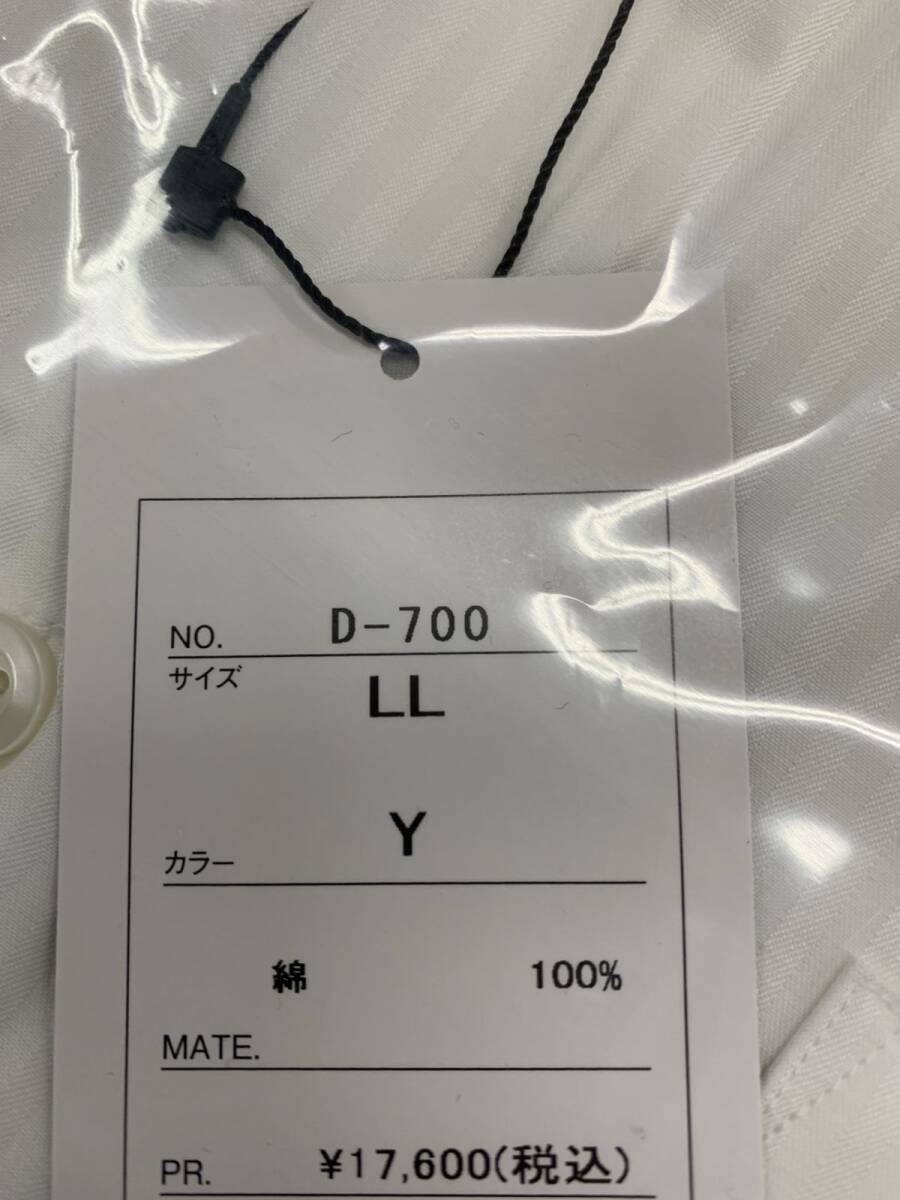 NO. D-700
サイズ LL
カラー Y
綿 100%
MATE.
PR. ¥17,600(税込)